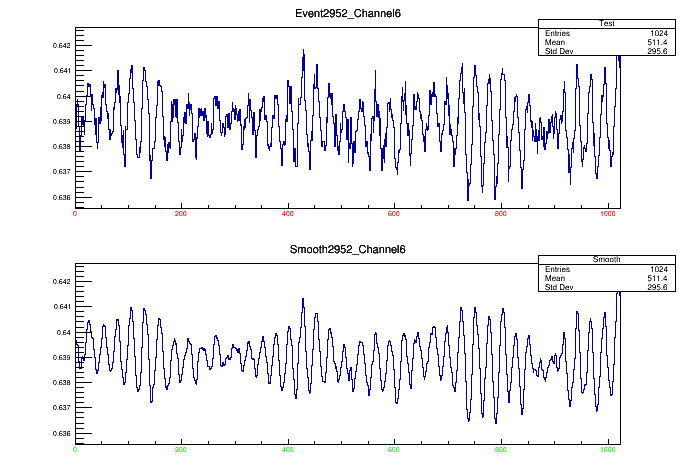 Event2952_Channel6
Test
Entries 1024
Mean 511.4
Std Dev 295.6
0.642
0.641
0.64
0.639
0.638
0.637
0.636
0 200 400 600 800 1000
Smooth2952_Channel6
Smooth
Entries 1024
Mean 511.4
Std Dev 295.6
0.642
0.641
0.64
0.639
0.638
0.637
0.636
0 200 400 600 800 1000